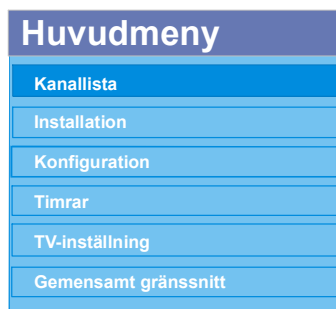 Huvudmeny
Kanallista
Installation
Konfiguration
Timrar
TV-inställning
Gemensamt gränssnitt